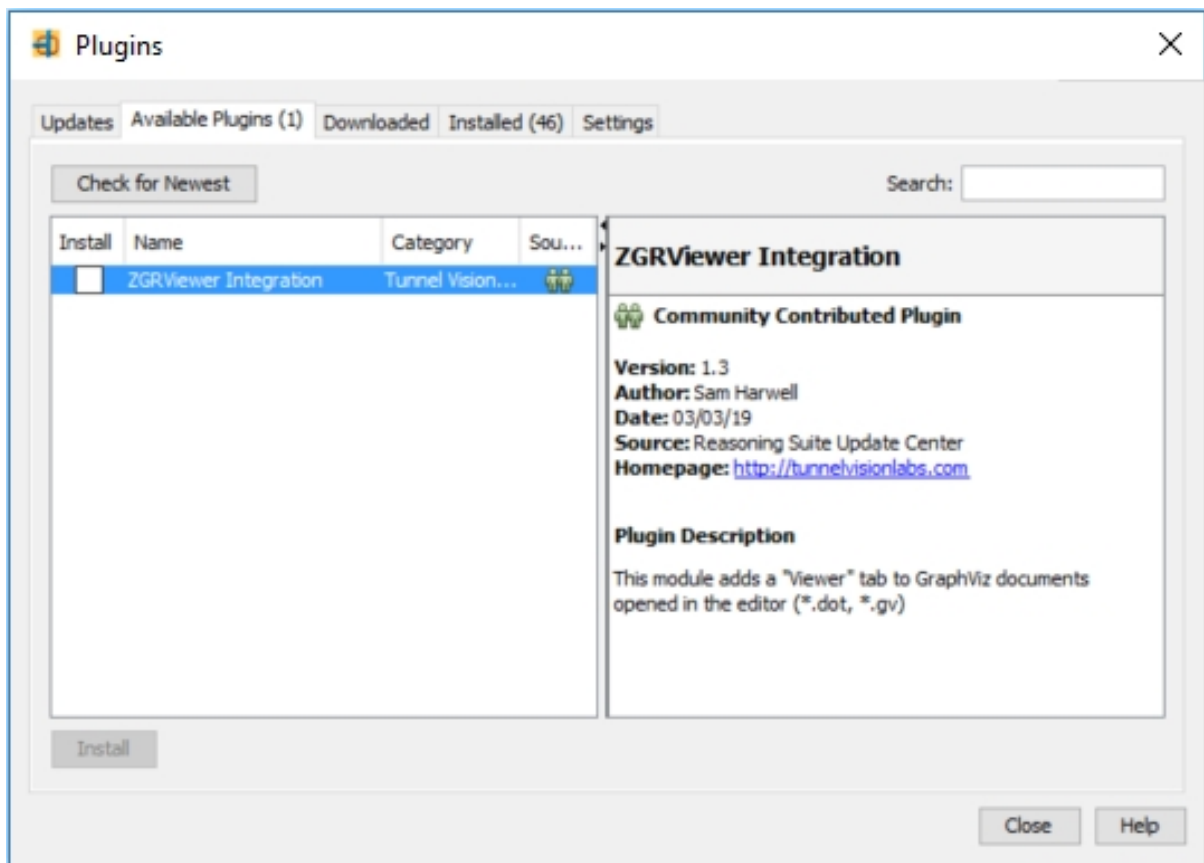 Plugins
Updates Available Plugins (1) Downloaded Installed (46) Settings
Check for Newest Search:
Install Name Category Sou...
ZGRViewer Integration Tunnel Vision...
ZGRViewer Integration
Community Contributed Plugin
Version: 1.3
Author: Sam Harwell
Date: 03/03/19
Source: Reasoning Suite Update Center
Homepage: http://tunnelvisionlabs.com
Plugin Description
This module adds a "Viewer" tab to GraphViz documents
opened in the editor (*.dot, *.gv)
Install
Close Help